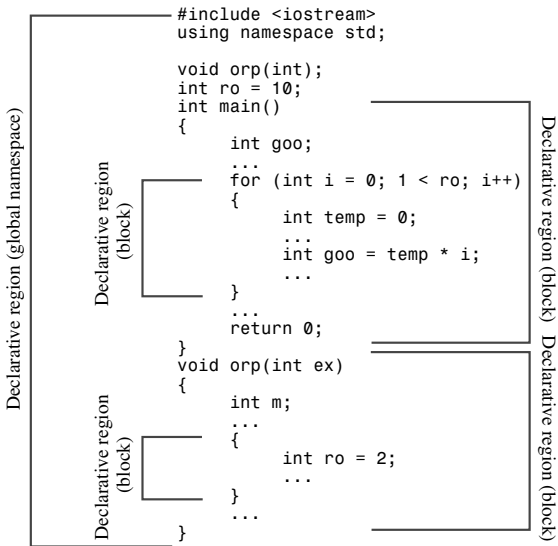 #include <iostream>
using namespace std;
void orp(int);
int ro = 10;
int main()
{
int goo;
...
for (int i = 0; 1 < ro; i++)
{
int temp = 0;
...
int goo = temp * i;
...
}
...
return 0;
}
void orp(int ex)
{
int m;
...
{
int ro = 2;
...
}
...
}
Declarative region (global namespace)
Declarative region
(block)
Declarative region
(block)
Declarative region (block)
Declarative region (block)